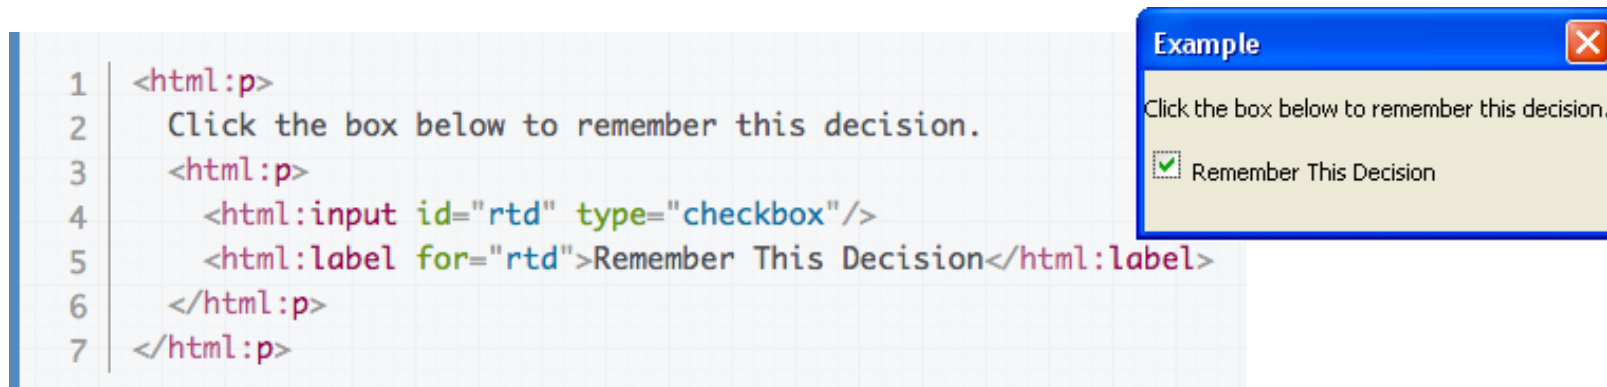 1 <html:p>
2 Click the box below to remember this decision.
3 <html:p>
4 <html:input id="rtd" type="checkbox"/>
5 <html:label for="rtd">Remember This Decision</html:label>
6 </html:p>
7 </html:p>
Example
Click the box below to remember this decision.
Remember This Decision